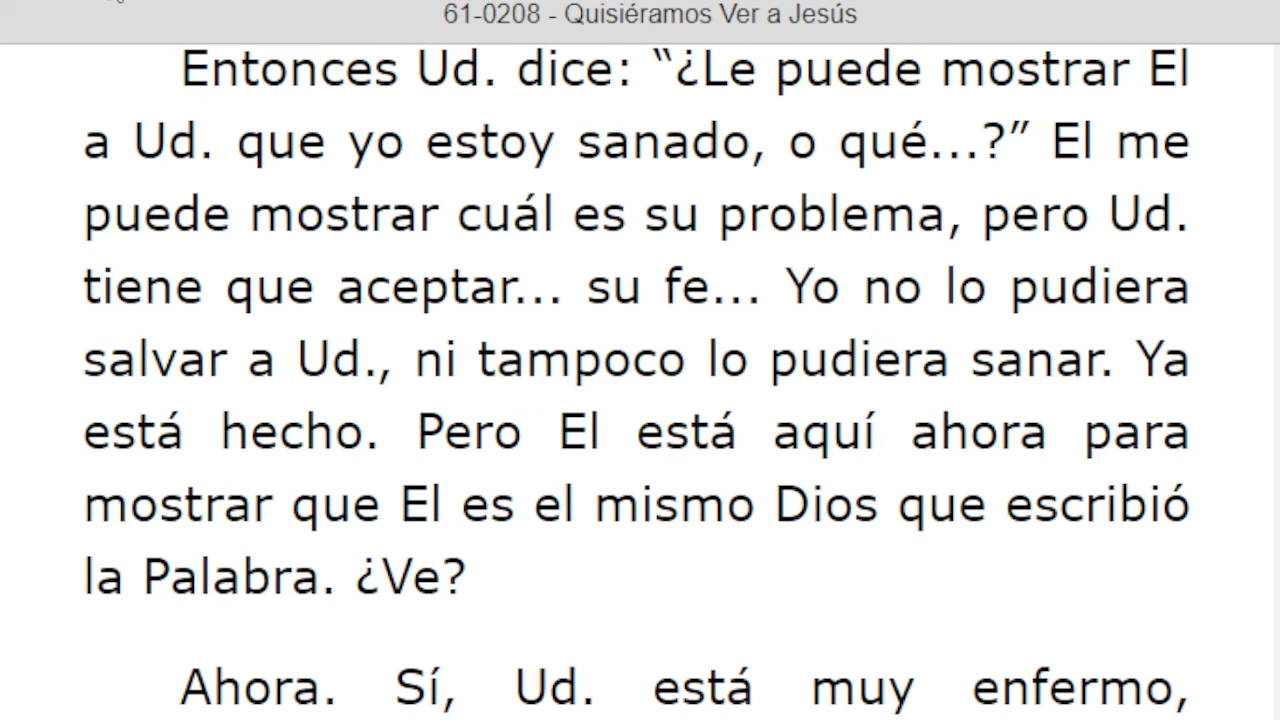 61-0208 - Quisiéramos Ver a Jesús
Entonces Ud. dice: “¿Le puede mostrar El
a Ud. que yo estoy sanado, o qué...?” El me
puede mostrar cuál es su problema, pero Ud.
tiene que aceptar... su fe... Yo no lo pudiera
salvar a Ud., ni tampoco lo pudiera sanar. Ya
está hecho. Pero El está aquí ahora para
mostrar que El es el mismo Dios que escribió
la Palabra. ¿Ve?
Ahora. Sí, Ud. está muy enfermo,